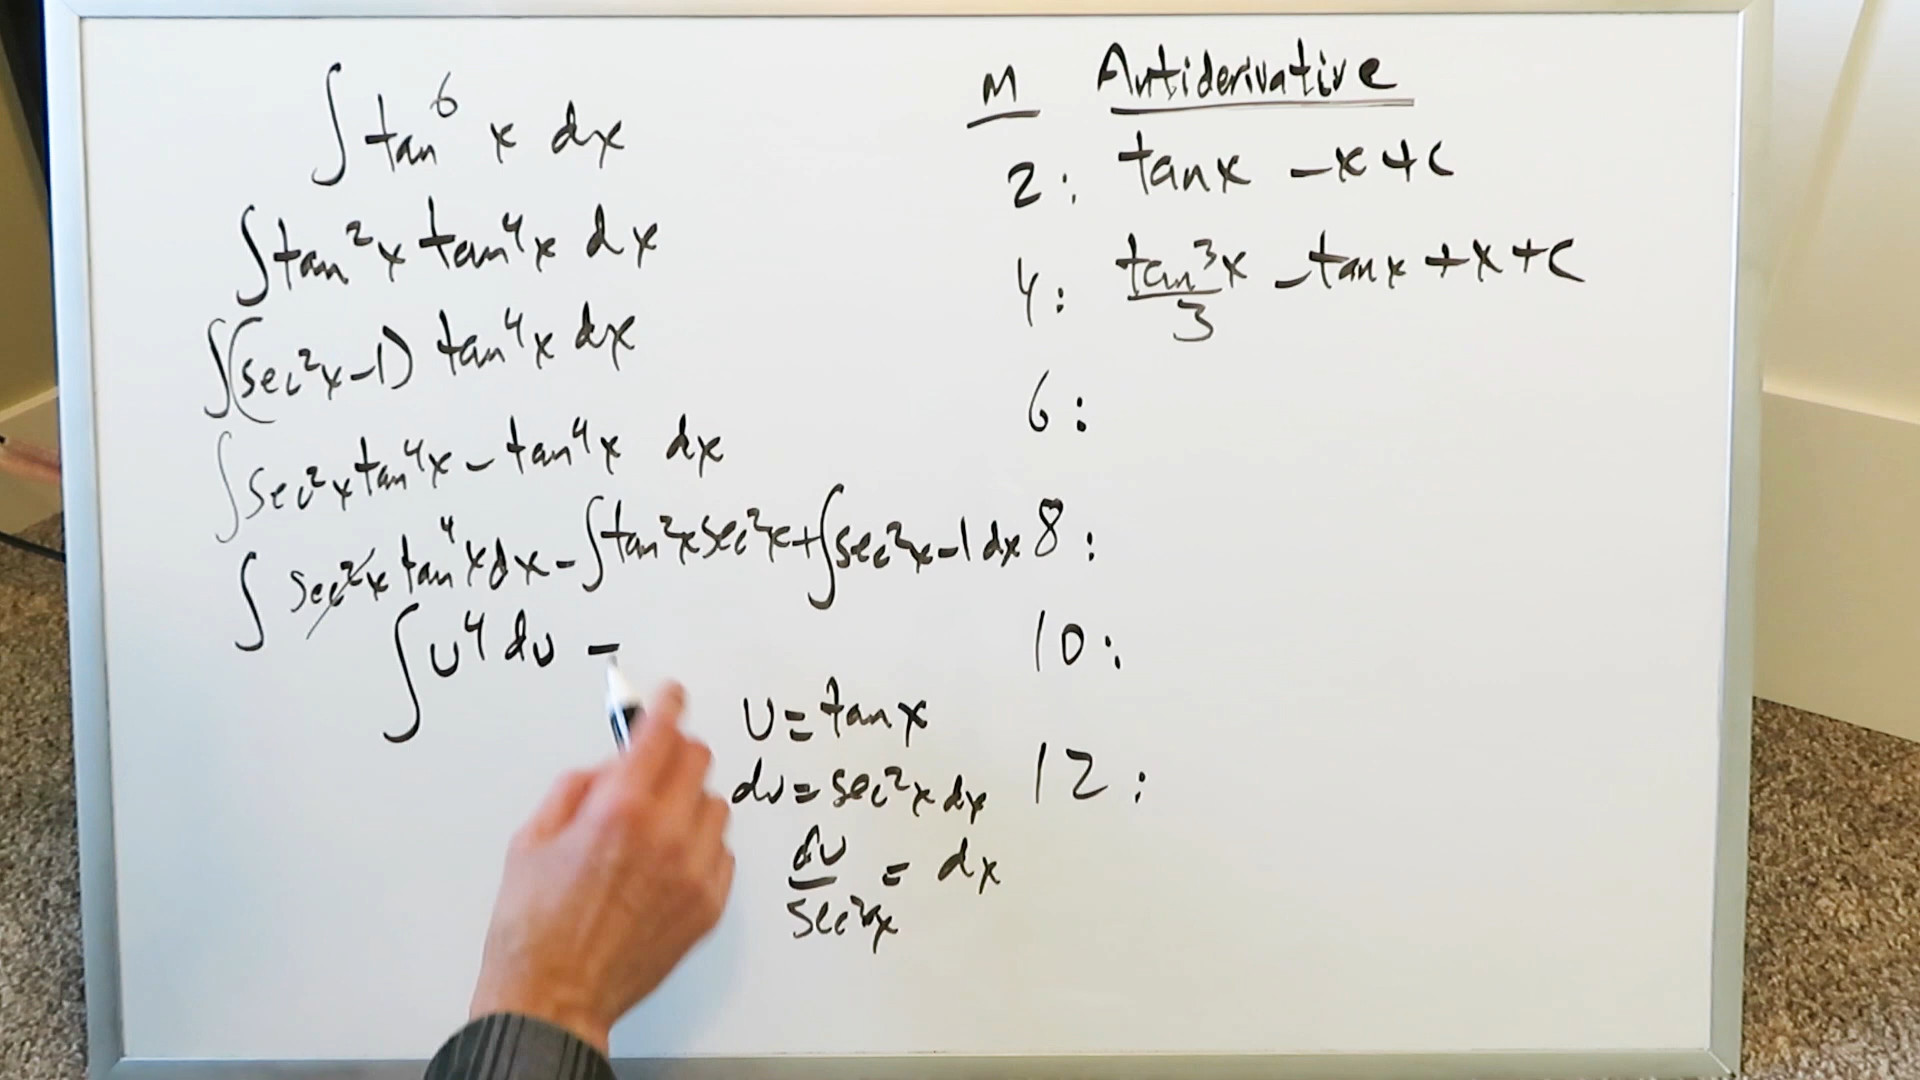 ∫ tan⁶ x dx
∫ tan²x tan⁴x dx
∫(sec²x-1) tan⁴x dx
∫ sec²x tan⁴x - tan⁴x dx
∫ sec²x tan⁴x dx - ∫tan²x sec²x + ∫sec²x-1 dx
∫ u⁴ du -
u = tan x
du = sec²x dx
du/sec²x = dx
M Antiderivative
2: tanx - x + c
4: tan³x/3 - tanx + x + c
6:
8:
10:
12: